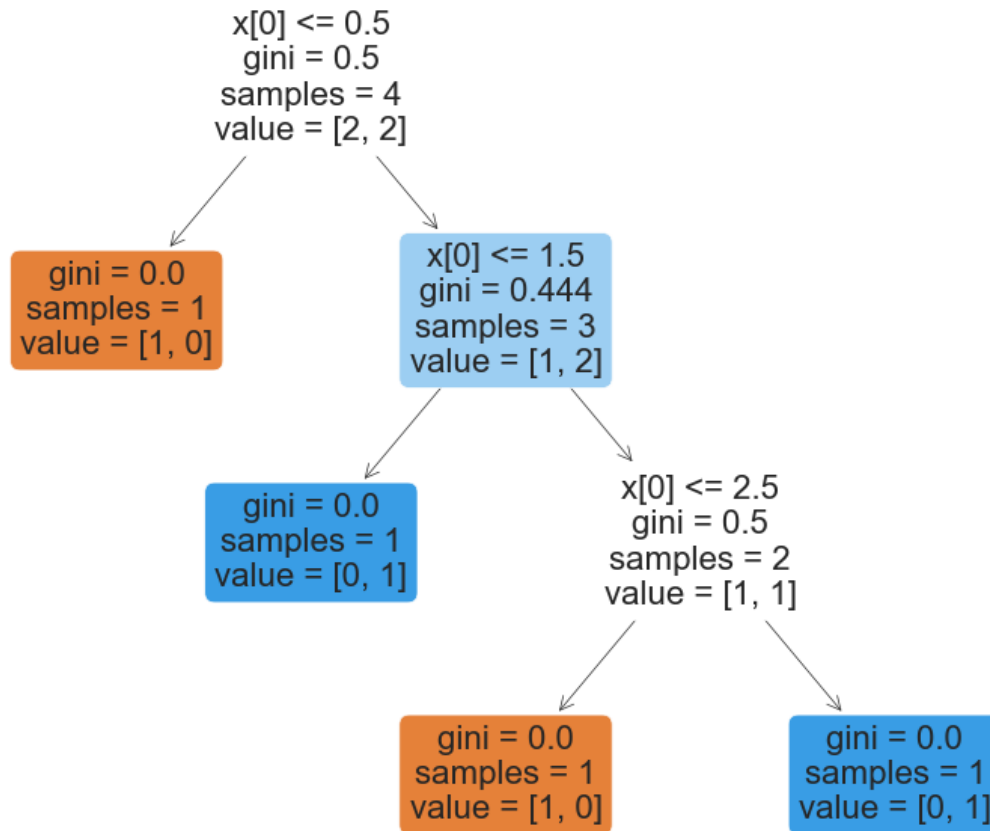 x[0] <= 0.5
gini = 0.5
samples = 4
value = [2, 2]
gini = 0.0
samples = 1
value = [1, 0]
x[0] <= 1.5
gini = 0.444
samples = 3
value = [1, 2]
gini = 0.0
samples = 1
value = [0, 1]
x[0] <= 2.5
gini = 0.5
samples = 2
value = [1, 1]
gini = 0.0
samples = 1
value = [1, 0]
gini = 0.0
samples = 1
value = [0, 1]